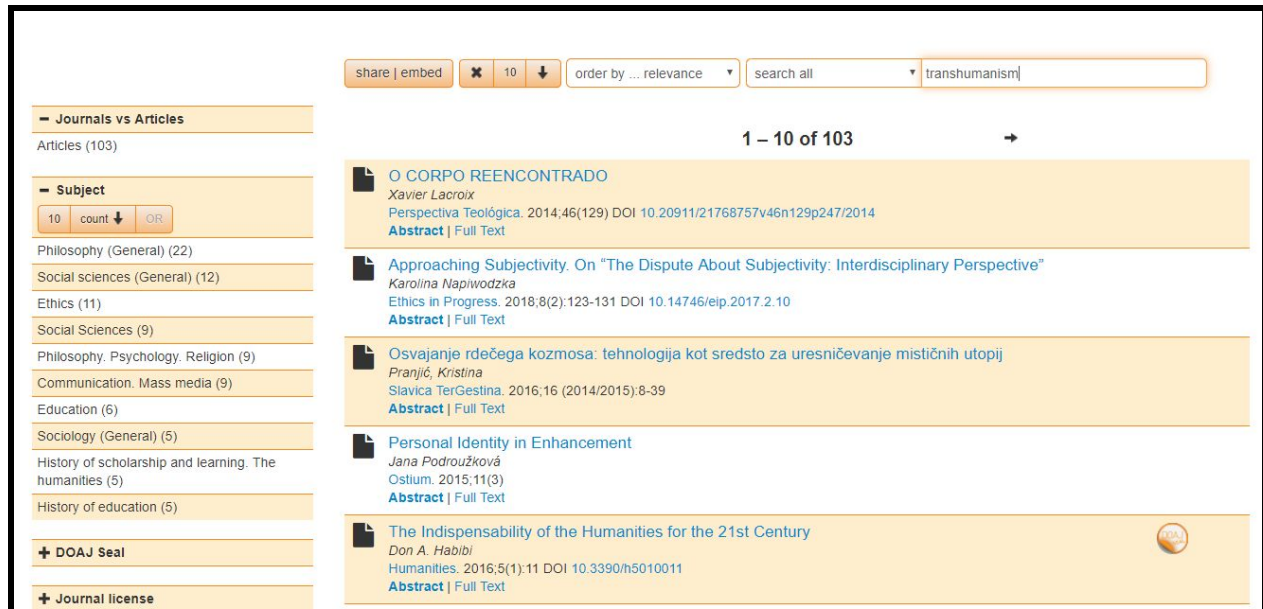 share | embed
10
order by ... relevance
search all
transhumanism
− Journals vs Articles
Articles (103)
− Subject
10 count OR
Philosophy (General) (22)
Social sciences (General) (12)
Ethics (11)
Social Sciences (9)
Philosophy. Psychology. Religion (9)
Communication. Mass media (9)
Education (6)
Sociology (General) (5)
History of scholarship and learning. The
humanities (5)
History of education (5)
+ DOAJ Seal
+ Journal license
1 – 10 of 103
O CORPO REENCONTRADO
Xavier Lacroix
Perspectiva Teológica. 2014;46(129) DOI 10.20911/21768757v46n129p247/2014
Abstract | Full Text
Approaching Subjectivity. On “The Dispute About Subjectivity: Interdisciplinary Perspective”
Karolina Napiwodzka
Ethics in Progress. 2018;8(2):123-131 DOI 10.14746/eip.2017.2.10
Abstract | Full Text
Osvajanje rdečega kozmosa: tehnologija kot sredsto za uresničevanje mističnih utopij
Pranjić, Kristina
Slavica TerGestina. 2016;16 (2014/2015):8-39
Abstract | Full Text
Personal Identity in Enhancement
Jana Podroužková
Ostium. 2015;11(3)
Abstract | Full Text
The Indispensability of the Humanities for the 21st Century
Don A. Habibi
Humanities. 2016;5(1):11 DOI 10.3390/h5010011
Abstract | Full Text
DOAJ